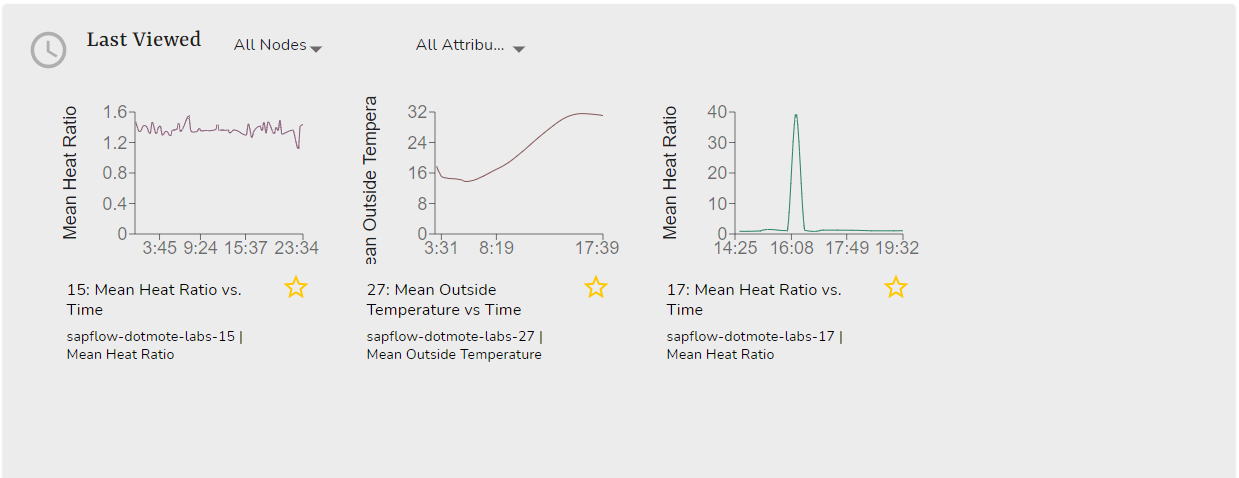 Last Viewed
All Nodes
All Attribu...
Mean Heat Ratio
1.6
1.2
0.8
0.4
0
3:45 9:24 15:37 23:34
15: Mean Heat Ratio vs.
Time
sapflow-dotmote-labs-15 |
Mean Heat Ratio
ean Outside Tempera
32
24
16
8
0
3:31 8:19 17:39
27: Mean Outside
Temperature vs Time
sapflow-dotmote-labs-27 |
Mean Outside Temperature
Mean Heat Ratio
40
30
20
10
0
14:25 16:08 17:49 19:32
17: Mean Heat Ratio vs.
Time
sapflow-dotmote-labs-17 |
Mean Heat Ratio